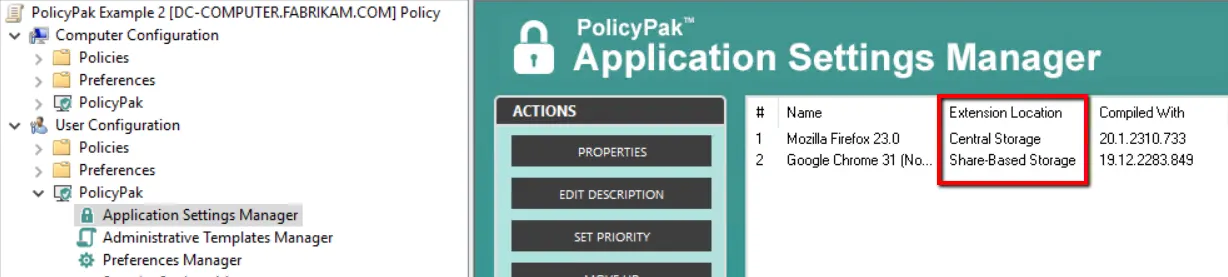 PolicyPak Example 2 [DC-COMPUTER.FABRIKAM.COM] Policy
Computer Configuration
Policies
Preferences
PolicyPak
User Configuration
Policies
Preferences
PolicyPak
Application Settings Manager
Administrative Templates Manager
Preferences Manager
PolicyPak™
Application Settings Manager
ACTIONS
PROPERTIES
EDIT DESCRIPTION
SET PRIORITY
MOVE UP
# Name Extension Location Compiled With
1 Mozilla Firefox 23.0 Central Storage 20.1.2310.733
2 Google Chrome 31 (No... Share-Based Storage 19.12.2283.849